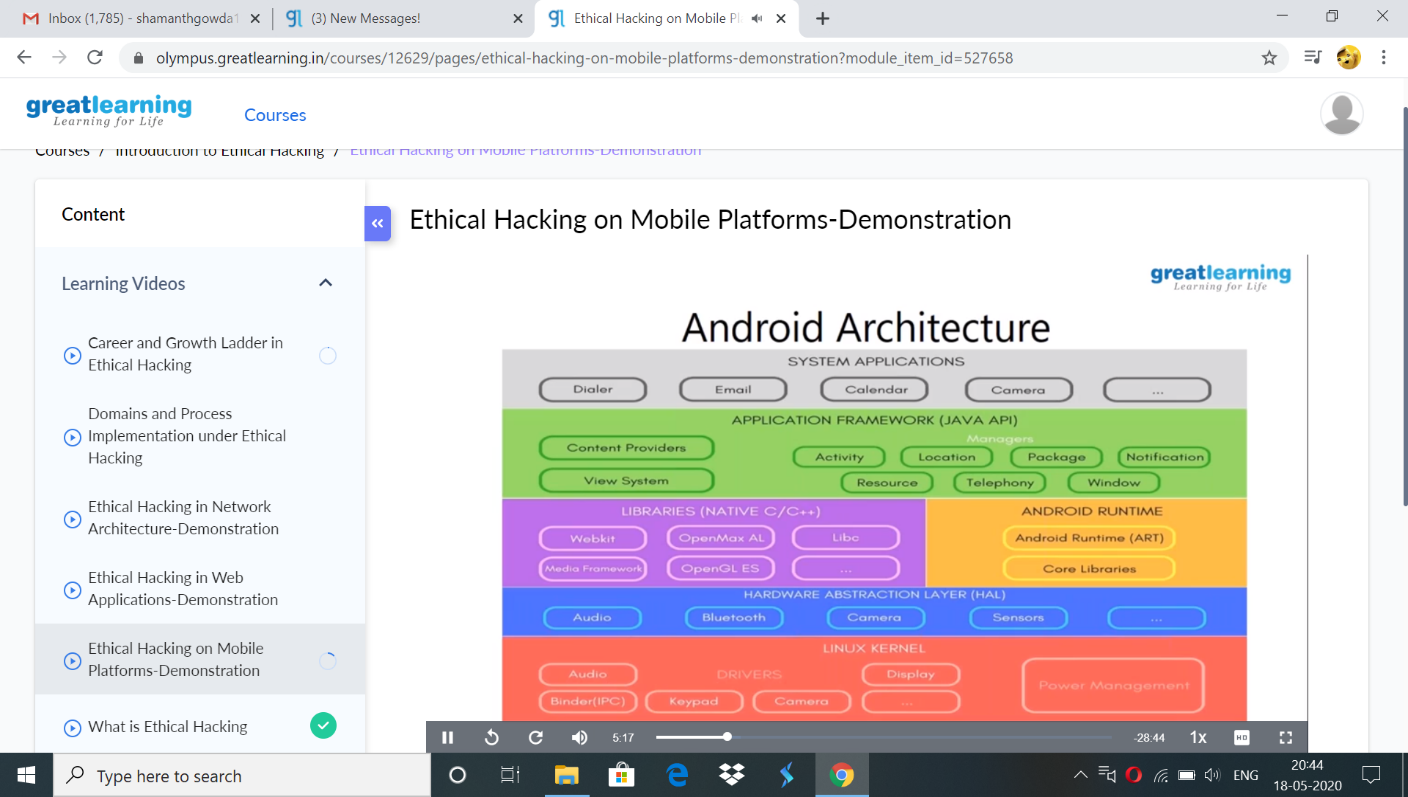 Inbox (1,785) - shamanthgowda1
(3) New Messages!
Ethical Hacking on Mobile Pl
olympus.greatlearning.in/courses/12629/pages/ethical-hacking-on-mobile-platforms-demonstration?module_item_id=527658
greatlearning
Learning for Life
Courses
Courses / Introduction to Ethical Hacking / Ethical Hacking on Mobile Platforms-Demonstration
Content
Learning Videos
Career and Growth Ladder in
Ethical Hacking
Domains and Process
Implementation under Ethical
Hacking
Ethical Hacking in Network
Architecture-Demonstration
Ethical Hacking in Web
Applications-Demonstration
Ethical Hacking on Mobile
Platforms-Demonstration
What is Ethical Hacking
Ethical Hacking on Mobile Platforms-Demonstration
greatlearning
Learning for Life
Android Architecture
SYSTEM APPLICATIONS
Dialer Email Calendar Camera ...
APPLICATION FRAMEWORK (JAVA API)
Managers
Content Providers Activity Location Package Notification
View System Resource Telephony Window
LIBRARIES (NATIVE C/C++) ANDROID RUNTIME
Webkit OpenMax AL Libc Android Runtime (ART)
Media Framework OpenGL ES ... Core Libraries
HARDWARE ABSTRACTION LAYER (HAL)
Audio Bluetooth Camera Sensors ...
LINUX KERNEL
Audio DRIVERS Display Power Management
Binder(IPC) Keypad Camera ...
5:17 -28:44 1x HD
Type here to search
ENG
20:44
18-05-2020